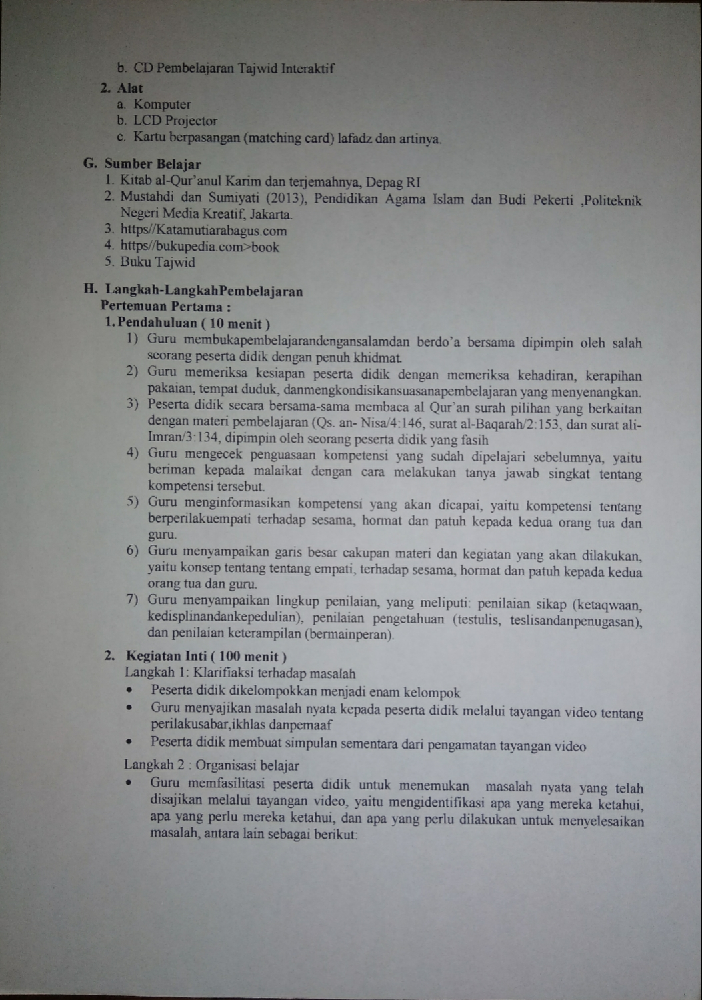 b. CD Pembelajaran Tajwid Interaktif
2. Alat
a. Komputer
b. LCD Projector
c. Kartu berpasangan (matching card) lafadz dan artinya.
G. Sumber Belajar
1. Kitab al-Qur'anul Karim dan terjemahnya, Depag RI
2. Mustahdi dan Sumiyati (2013), Pendidikan Agama Islam dan Budi Pekerti ,Politeknik
Negeri Media Kreatif, Jakarta.
3. https//Katamutiarabagus.com
4. https//bukupedia.com>book
5. Buku Tajwid
H. Langkah-LangkahPembelajaran
Pertemuan Pertama :
1. Pendahuluan ( 10 menit )
1) Guru membukapembelajarandengansalamdan berdo'a bersama dipimpin oleh salah
seorang peserta didik dengan penuh khidmat.
2) Guru memeriksa kesiapan peserta didik dengan memeriksa kehadiran, kerapihan
pakaian, tempat duduk, danmengkondisikansuasanapembelajaran yang menyenangkan.
3) Peserta didik secara bersama-sama membaca al Qur'an surah pilihan yang berkaitan
dengan materi pembelajaran (Qs. an- Nisa/4:146, surat al-Baqarah/2:153, dan surat ali-
Imran/3:134, dipimpin oleh seorang peserta didik yang fasih
4) Guru mengecek penguasaan kompetensi yang sudah dipelajari sebelumnya, yaitu
beriman kepada malaikat dengan cara melakukan tanya jawab singkat tentang
kompetensi tersebut.
5) Guru menginformasikan kompetensi yang akan dicapai, yaitu kompetensi tentang
berperilakuempati terhadap sesama, hormat dan patuh kepada kedua orang tua dan
guru.
6) Guru menyampaikan garis besar cakupan materi dan kegiatan yang akan dilakukan,
yaitu konsep tentang tentang empati, terhadap sesama, hormat dan patuh kepada kedua
orang tua dan guru.
7) Guru menyampaikan lingkup penilaian, yang meliputi: penilaian sikap (ketaqwaan,
kedisplinandankepedulian), penilaian pengetahuan (testulis, teslisandanpenugasan),
dan penilaian keterampilan (bermainperan).
2. Kegiatan Inti ( 100 menit )
Langkah 1: Klarifiaksi terhadap masalah
• Peserta didik dikelompokkan menjadi enam kelompok
• Guru menyajikan masalah nyata kepada peserta didik melalui tayangan video tentang
perilakusabar,ikhlas danpemaaf
• Peserta didik membuat simpulan sementara dari pengamatan tayangan video
Langkah 2 : Organisasi belajar
• Guru memfasilitasi peserta didik untuk menemukan masalah nyata yang telah
disajikan melalui tayangan video, yaitu mengidentifikasi apa yang mereka ketahui,
apa yang perlu mereka ketahui, dan apa yang perlu dilakukan untuk menyelesaikan
masalah, antara lain sebagai berikut: